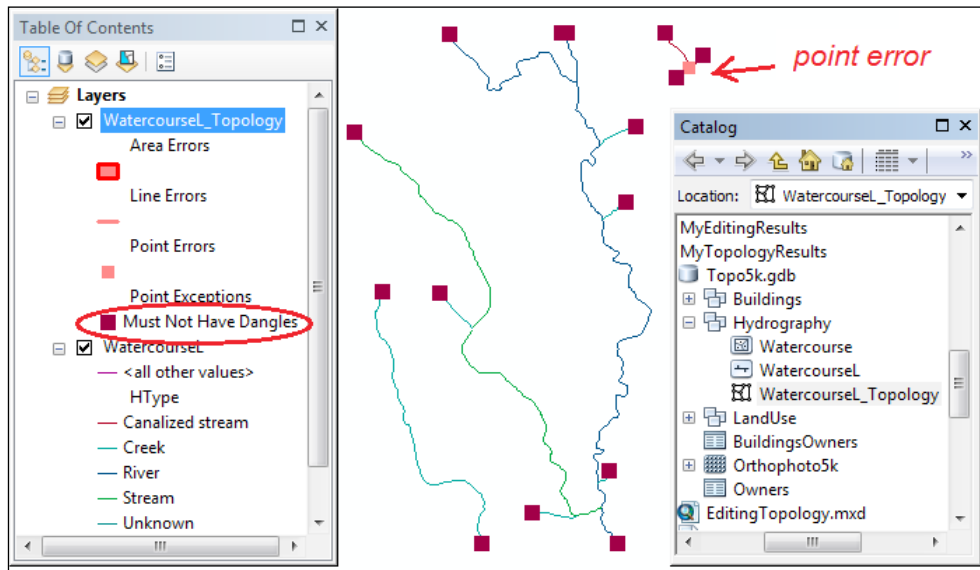 Table Of Contents
Layers
WatercourseL_Topology
Area Errors
Line Errors
Point Errors
Point Exceptions
Must Not Have Dangles
WatercourseL
<all other values>
HType
Canalized stream
Creek
River
Stream
Unknown
point error
Catalog
Location: WatercourseL_Topology
MyEditingResults
MyTopologyResults
Topo5k.gdb
Buildings
Hydrography
Watercourse
WatercourseL
WatercourseL_Topology
LandUse
BuildingsOwners
Orthophoto5k
Owners
EditingTopology.mxd